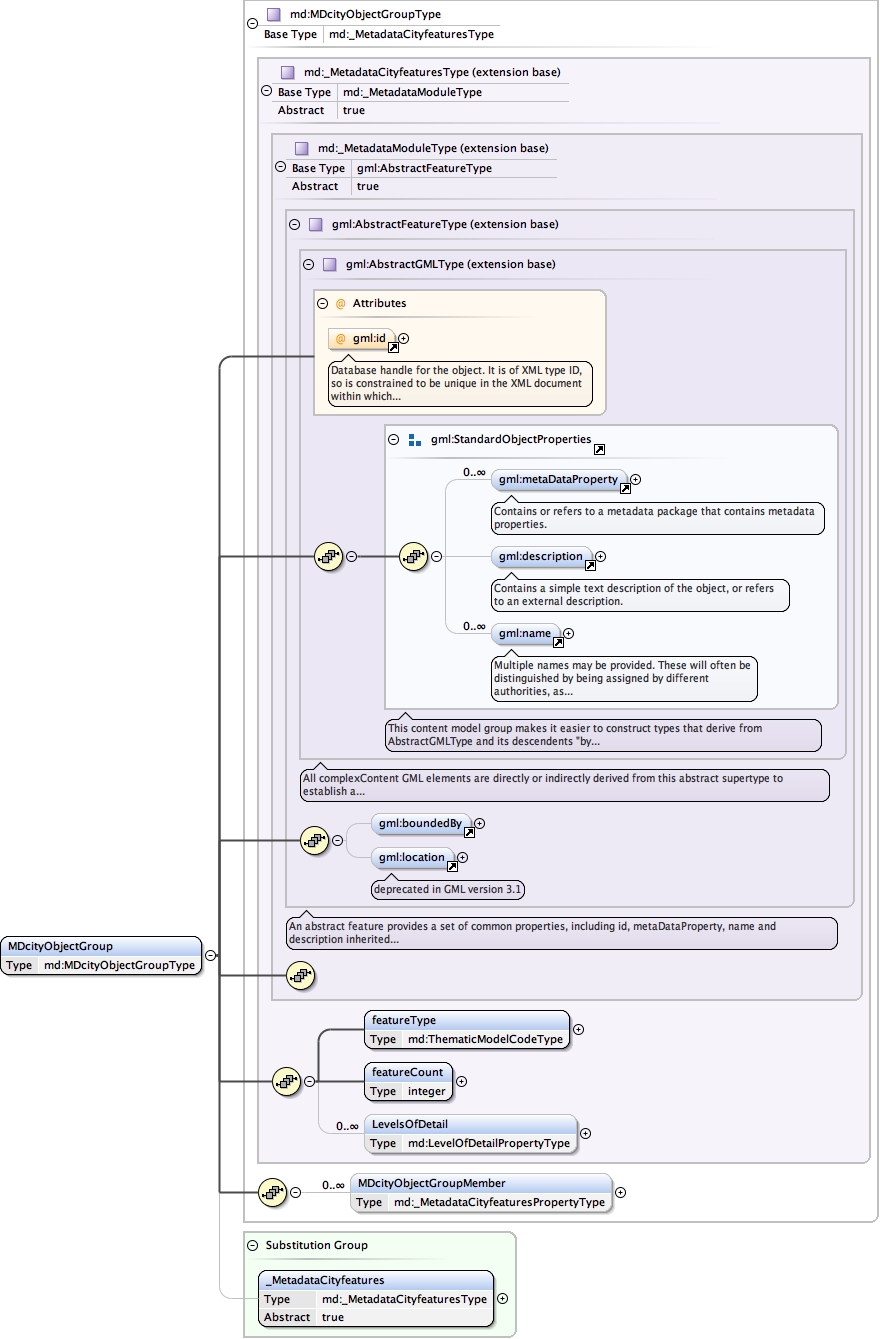 md:MDcityObjectGroupType
Base Type md:_MetadataCityfeaturesType
md:_MetadataCityfeaturesType (extension base)
Base Type md:_MetadataModuleType
Abstract true
md:_MetadataModuleType (extension base)
Base Type gml:AbstractFeatureType
Abstract true
gml:AbstractFeatureType (extension base)
gml:AbstractGMLType (extension base)
@ Attributes
@ gml:id
Database handle for the object. It is of XML type ID,
so is constrained to be unique in the XML document
within which...
gml:StandardObjectProperties
0..∞ gml:metaDataProperty
Contains or refers to a metadata package that contains metadata
properties.
gml:description
Contains a simple text description of the object, or refers
to an external description.
0..∞ gml:name
Multiple names may be provided. These will often be
distinguished by being assigned by different
authorities, as...
This content model group makes it easier to construct types that derive from
AbstractGMLType and its descendents "by...
All complexContent GML elements are directly or indirectly derived from this abstract supertype to
establish a...
gml:boundedBy
gml:location
deprecated in GML version 3.1
An abstract feature provides a set of common properties, including id, metaDataProperty, name and
description inherited...
MDcityObjectGroup
Type md:MDcityObjectGroupType
featureType
Type md:ThematicModelCodeType
featureCount
Type integer
0..∞ LevelsOfDetail
Type md:LevelOfDetailPropertyType
0..∞ MDcityObjectGroupMember
Type md:_MetadataCityfeaturesPropertyType
Substitution Group
_MetadataCityfeatures
Type md:_MetadataCityfeaturesType
Abstract true